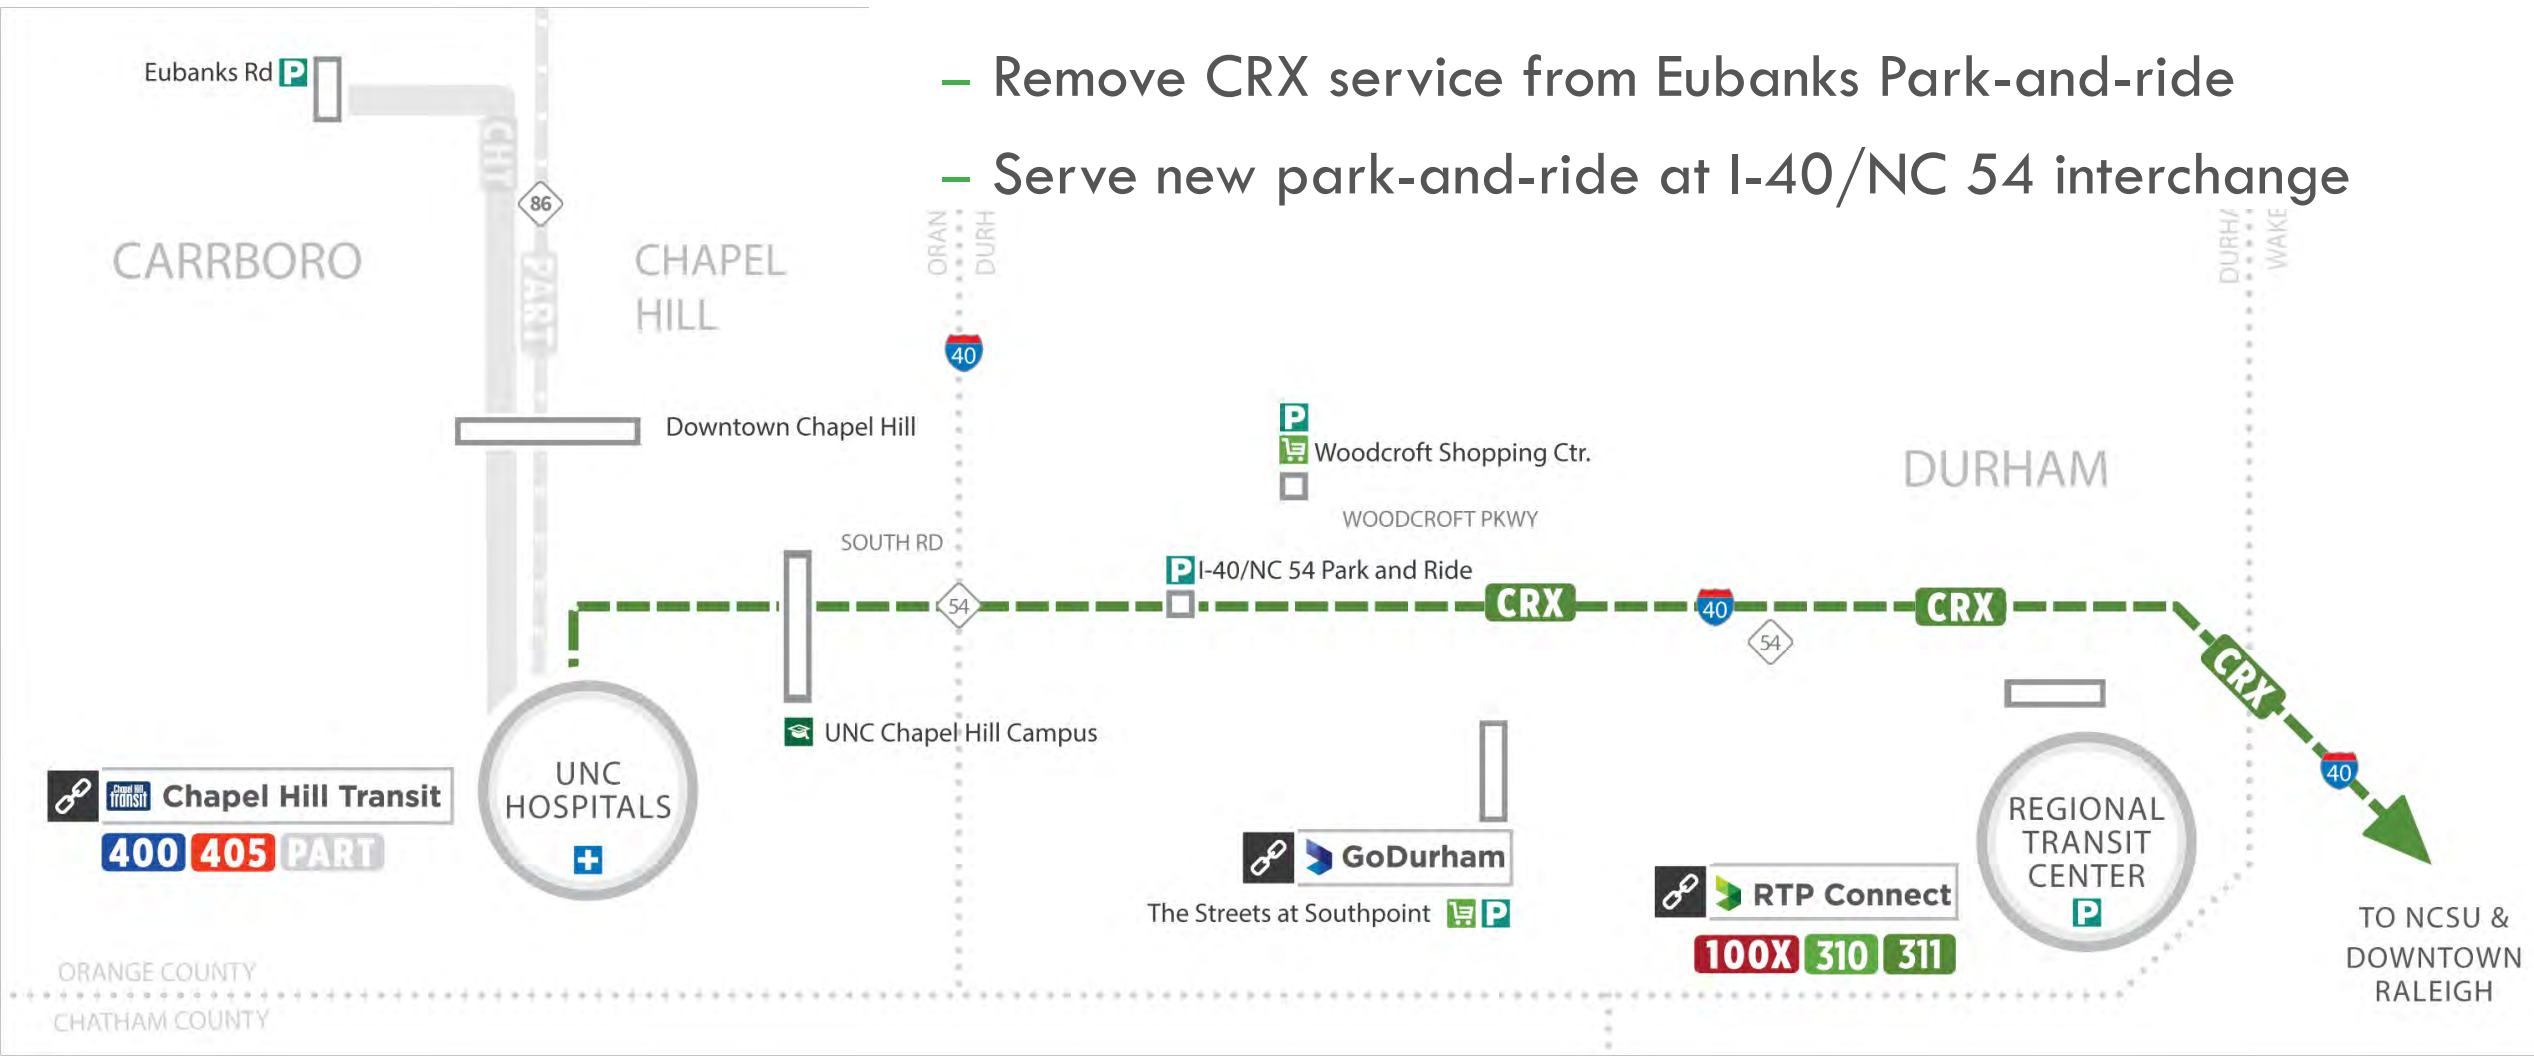 – Remove CRX service from Eubanks Park-and-ride
– Serve new park-and-ride at I-40/NC 54 interchange
Eubanks Rd P
CHT
86
PART
CARRBORO
CHAPEL
HILL
ORAN
DURH
DURHA
WAKE
40
Downtown Chapel Hill
P
Woodcroft Shopping Ctr.
WOODCROFT PKWY
DURHAM
SOUTH RD
P I-40/NC 54 Park and Ride
54
CRX
40
CRX
54
CRX
40
UNC Chapel Hill Campus
UNC
HOSPITALS
Chapel Hill transit Chapel Hill Transit
400 405 PART
GoDurham
The Streets at Southpoint P
RTP Connect
100X 310 311
REGIONAL
TRANSIT
CENTER
P
TO NCSU &
DOWNTOWN
RALEIGH
ORANGE COUNTY
CHATHAM COUNTY